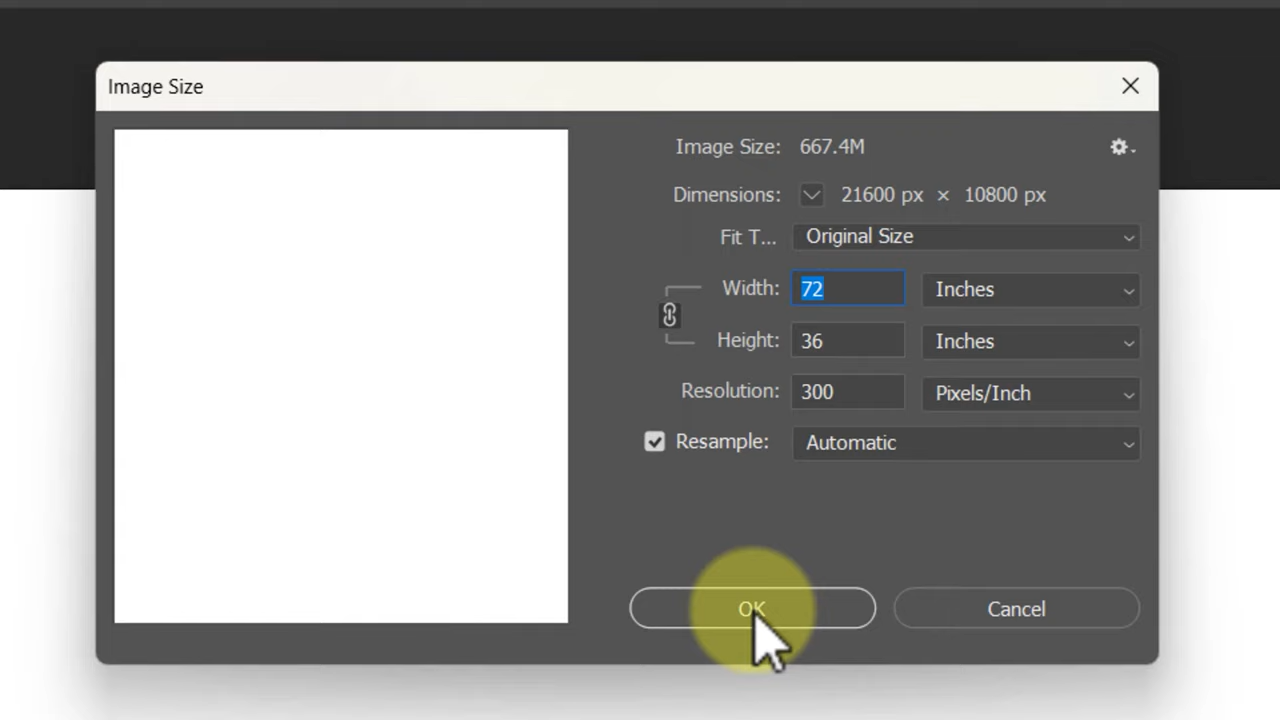 Image Size
Image Size: 667.4M
Dimensions: 21600 px × 10800 px
Fit T... Original Size
Width: 72 Inches
Height: 36 Inches
Resolution: 300 Pixels/Inch
Resample: Automatic
OK Cancel